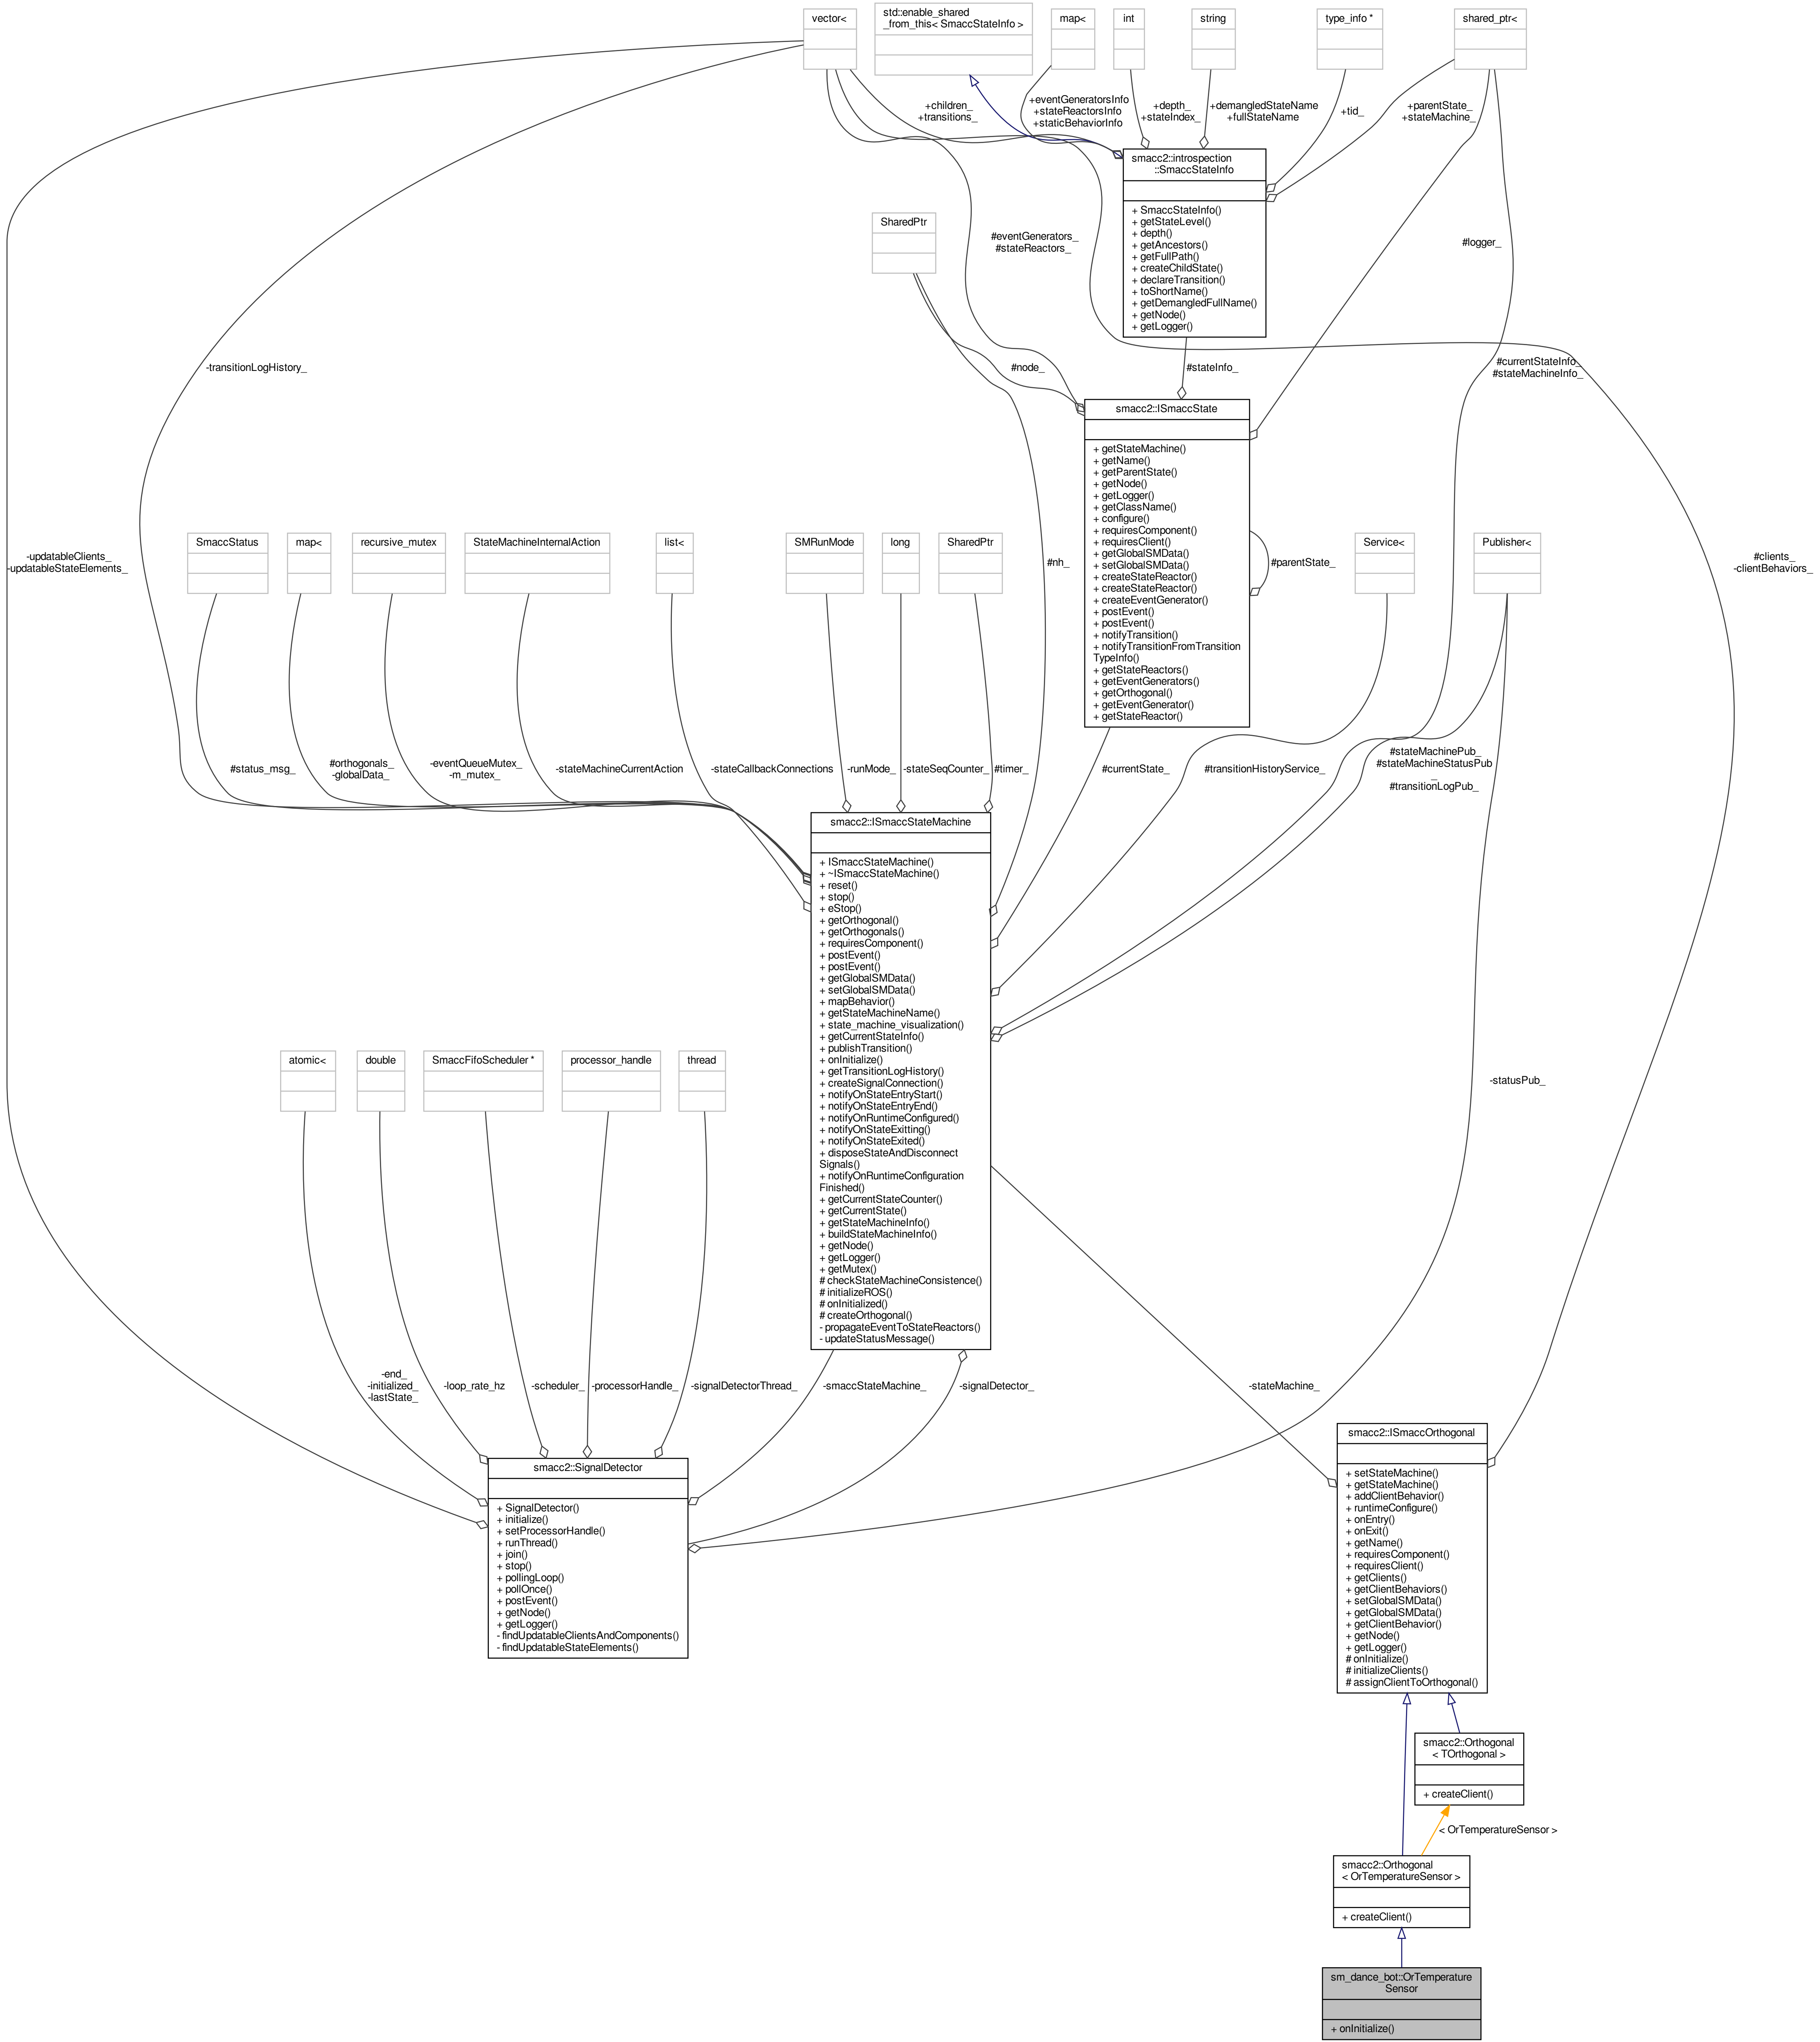 vector<
std::enable_shared
_from_this< SmaccStateInfo >
map<
int
string
type_info *
shared_ptr<
+children_
+transitions_
+eventGeneratorsInfo
+stateReactorsInfo
+staticBehaviorInfo
+depth_
+stateIndex_
+demangledStateName
+fullStateName
+tid_
+parentState_
+stateMachine_
smacc2::introspection
::SmaccStateInfo
+ SmaccStateInfo()
+ getStateLevel()
+ depth()
+ getAncestors()
+ getFullPath()
+ createChildState()
+ declareTransition()
+ toShortName()
+ getDemangledFullName()
+ getNode()
+ getLogger()
SharedPtr
#eventGenerators_
#stateReactors_
#logger_
-transitionLogHistory_
#node_
#stateInfo_
#currentStateInfo_
#stateMachineInfo_
smacc2::ISmaccState
+ getStateMachine()
+ getName()
+ getParentState()
+ getNode()
+ getLogger()
+ getClassName()
+ configure()
+ requiresComponent()
+ requiresClient()
+ getGlobalSMData()
+ setGlobalSMData()
+ createStateReactor()
+ createStateReactor()
+ createEventGenerator()
+ postEvent()
+ postEvent()
+ notifyTransition()
+ notifyTransitionFromTransition
TypeInfo()
+ getStateReactors()
+ getEventGenerators()
+ getOrthogonal()
+ getEventGenerator()
+ getStateReactor()
#parentState_
-updatableClients_
-updatableStateElements_
SmaccStatus
map<
recursive_mutex
StateMachineInternalAction
list<
SMRunMode
long
SharedPtr
#nh_
Service<
Publisher<
#clients_
-clientBehaviors_
#status_msg_
#orthogonals_
-globalData_
-eventQueueMutex_
-m_mutex_
-stateMachineCurrentAction
-stateCallbackConnections
-runMode_
-stateSeqCounter_
#timer_
#currentState_
#transitionHistoryService_
#stateMachinePub_
#stateMachineStatusPub
_
#transitionLogPub_
smacc2::ISmaccStateMachine
+ ISmaccStateMachine()
+ ~ISmaccStateMachine()
+ reset()
+ stop()
+ eStop()
+ getOrthogonal()
+ getOrthogonals()
+ requiresComponent()
+ postEvent()
+ postEvent()
+ getGlobalSMData()
+ setGlobalSMData()
+ mapBehavior()
+ getStateMachineName()
+ state_machine_visualization()
+ getCurrentStateInfo()
+ publishTransition()
+ onInitialize()
+ getTransitionLogHistory()
+ createSignalConnection()
+ notifyOnStateEntryStart()
+ notifyOnStateEntryEnd()
+ notifyOnRuntimeConfigured()
+ notifyOnStateExitting()
+ notifyOnStateExited()
+ disposeStateAndDisconnect
Signals()
+ notifyOnRuntimeConfiguration
Finished()
+ getCurrentStateCounter()
+ getCurrentState()
+ getStateMachineInfo()
+ buildStateMachineInfo()
+ getNode()
+ getLogger()
+ getMutex()
# checkStateMachineConsistence()
# initializeROS()
# onInitialized()
# createOrthogonal()
- propagateEventToStateReactors()
- updateStatusMessage()
atomic<
double
SmaccFifoScheduler *
processor_handle
thread
-statusPub_
-end_
-initialized_
-lastState_
-loop_rate_hz
-scheduler_
-processorHandle_
-signalDetectorThread_
-smaccStateMachine_
-signalDetector_
-stateMachine_
smacc2::SignalDetector
+ SignalDetector()
+ initialize()
+ setProcessorHandle()
+ runThread()
+ join()
+ stop()
+ pollingLoop()
+ pollOnce()
+ postEvent()
+ getNode()
+ getLogger()
- findUpdatableClientsAndComponents()
- findUpdatableStateElements()
smacc2::ISmaccOrthogonal
+ setStateMachine()
+ getStateMachine()
+ addClientBehavior()
+ runtimeConfigure()
+ onEntry()
+ onExit()
+ getName()
+ requiresComponent()
+ requiresClient()
+ getClients()
+ getClientBehaviors()
+ setGlobalSMData()
+ getGlobalSMData()
+ getClientBehavior()
+ getNode()
+ getLogger()
# onInitialize()
# initializeClients()
# assignClientToOrthogonal()
smacc2::Orthogonal
< TOrthogonal >
+ createClient()
< OrTemperatureSensor >
smacc2::Orthogonal
< OrTemperatureSensor >
+ createClient()
sm_dance_bot::OrTemperature
Sensor
+ onInitialize()